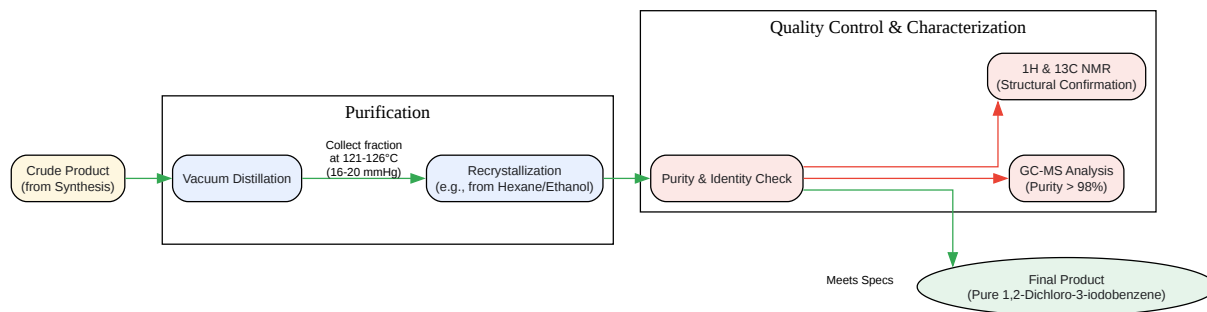 Quality Control & Characterization
1H & 13C NMR
(Structural Confirmation)
Purification
Collect fraction
at 121-126°C
(16-20 mmHg)
Crude Product
(from Synthesis)
Vacuum Distillation
Recrystallization
(e.g., from Hexane/Ethanol)
Purity & Identity Check
GC-MS Analysis
(Purity > 98%)
Meets Specs
Final Product
(Pure 1,2-Dichloro-3-iodobenzene)